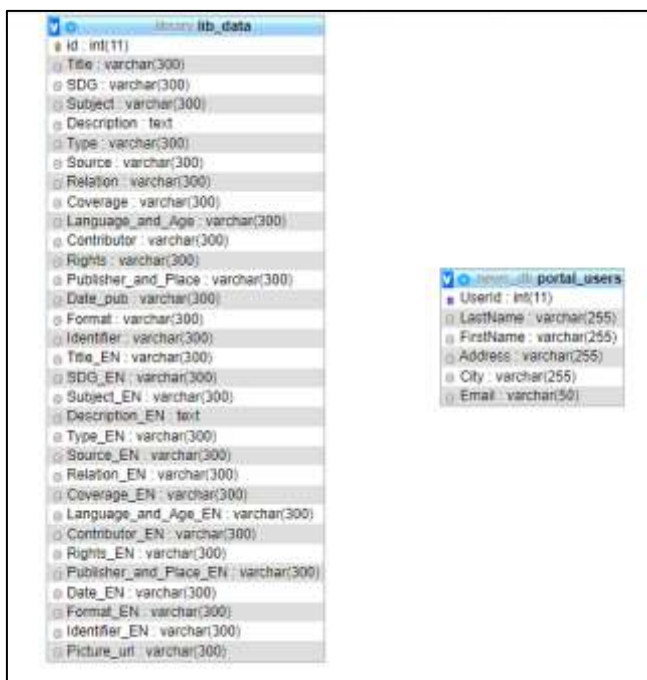 library lib_data
id : int(11)
Title : varchar(300)
SDG : varchar(300)
Subject : varchar(300)
Description : text
Type : varchar(300)
Source : varchar(300)
Relation : varchar(300)
Coverage : varchar(300)
Language_and_Age : varchar(300)
Contributor : varchar(300)
Rights : varchar(300)
Publisher_and_Place : varchar(300)
Date_pub : varchar(300)
Format : varchar(300)
Identifier : varchar(300)
Title_EN : varchar(300)
SDG_EN : varchar(300)
Subject_EN : varchar(300)
Description_EN : text
Type_EN : varchar(300)
Source_EN : varchar(300)
Relation_EN : varchar(300)
Coverage_EN : varchar(300)
Language_and_Age_EN : varchar(300)
Contributor_EN : varchar(300)
Rights_EN : varchar(300)
Publisher_and_Place_EN : varchar(300)
Date_EN : varchar(300)
Format_EN : varchar(300)
Identifier_EN : varchar(300)
Picture_url : varchar(300)
news_db portal_users
UserId : int(11)
LastName : varchar(255)
FirstName : varchar(255)
Address : varchar(255)
City : varchar(255)
Email : varchar(50)